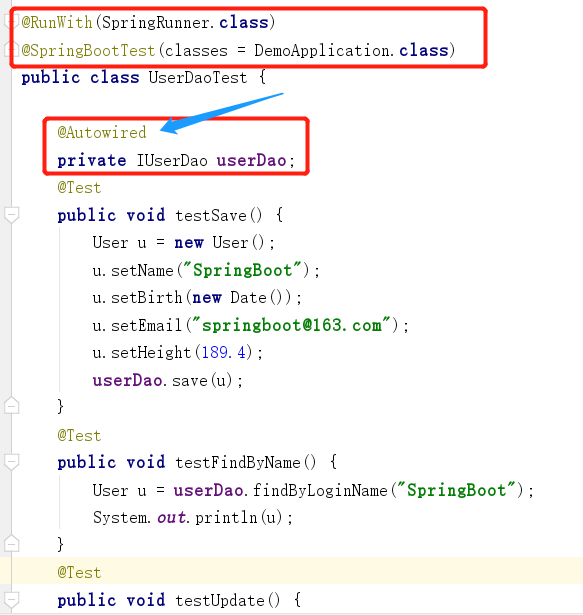 @RunWith(SpringRunner.class)
@SpringBootTest(classes = DemoApplication.class)
public class UserDaoTest {
@Autowired
private IUserDao userDao;
@Test
public void testSave() {
User u = new User();
u.setName("SpringBoot");
u.setBirth(new Date());
u.setEmail("springboot@163.com");
u.setHeight(189.4);
userDao.save(u);
}
@Test
public void testFindByName() {
User u = userDao.findByLoginName("SpringBoot");
System.out.println(u);
}
@Test
public void testUpdate() {